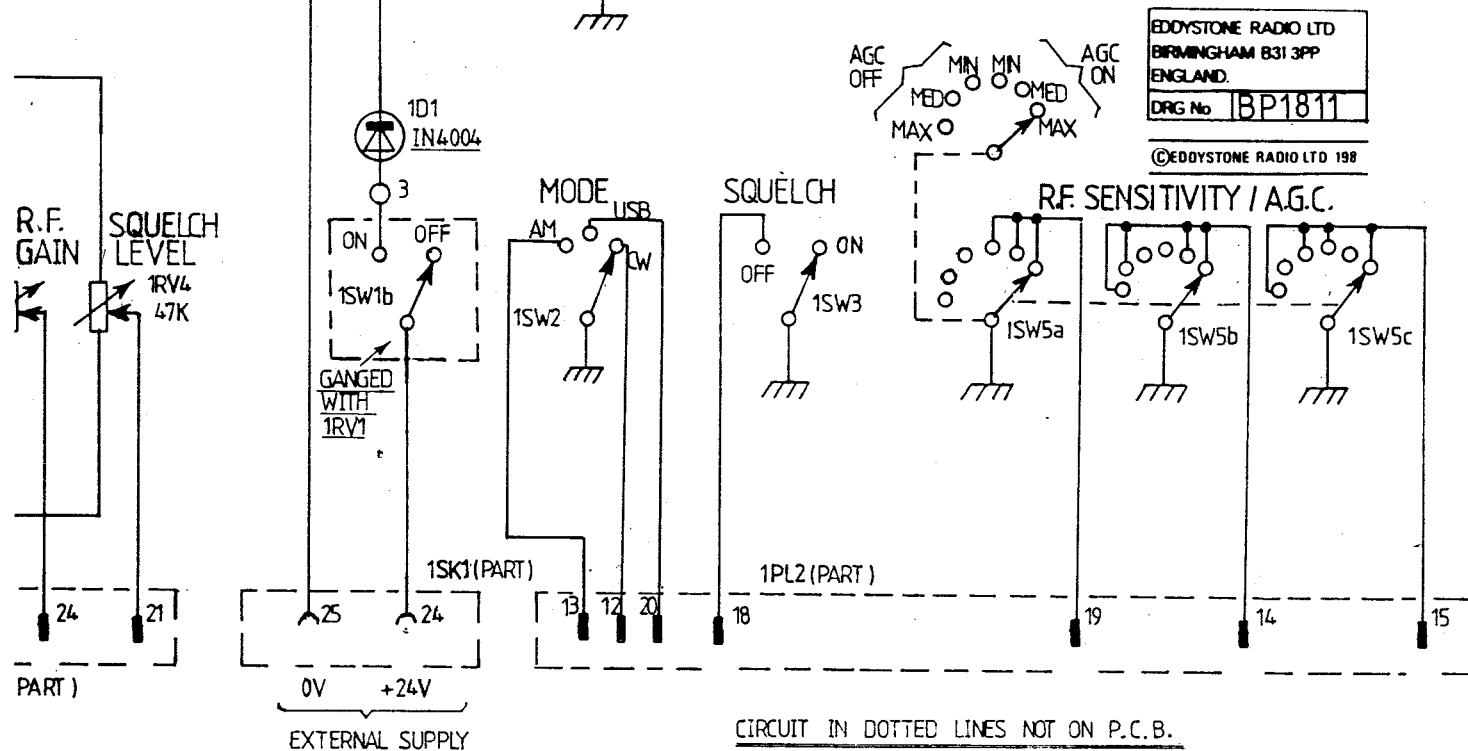 EDDYSTONE RADIO LTD
BIRMINGHAM B31 3PP
ENGLAND.
DRG No BP1811
©EDDYSTONE RADIO LTD 198
AGC
OFF
MIN
MIN
AGC
ON
MED
MED
MAX
MAX
1D1
IN4004
3
R.F.
GAIN
SQUELCH
LEVEL
1RV4
47K
ON
OFF
1SW1b
GANGED
WITH
1RV1
MODE
USB
AM
CW
1SW2
SQUELCH
OFF
ON
1SW3
R.F. SENSITIVITY / A.G.C.
1SW5a
1SW5b
1SW5c
1SK1 (PART)
1PL2 (PART)
24
21
25
24
13
12
20
18
19
14
15
PART)
0V
+24V
EXTERNAL SUPPLY
CIRCUIT IN DOTTED LINES NOT ON P.C.B.